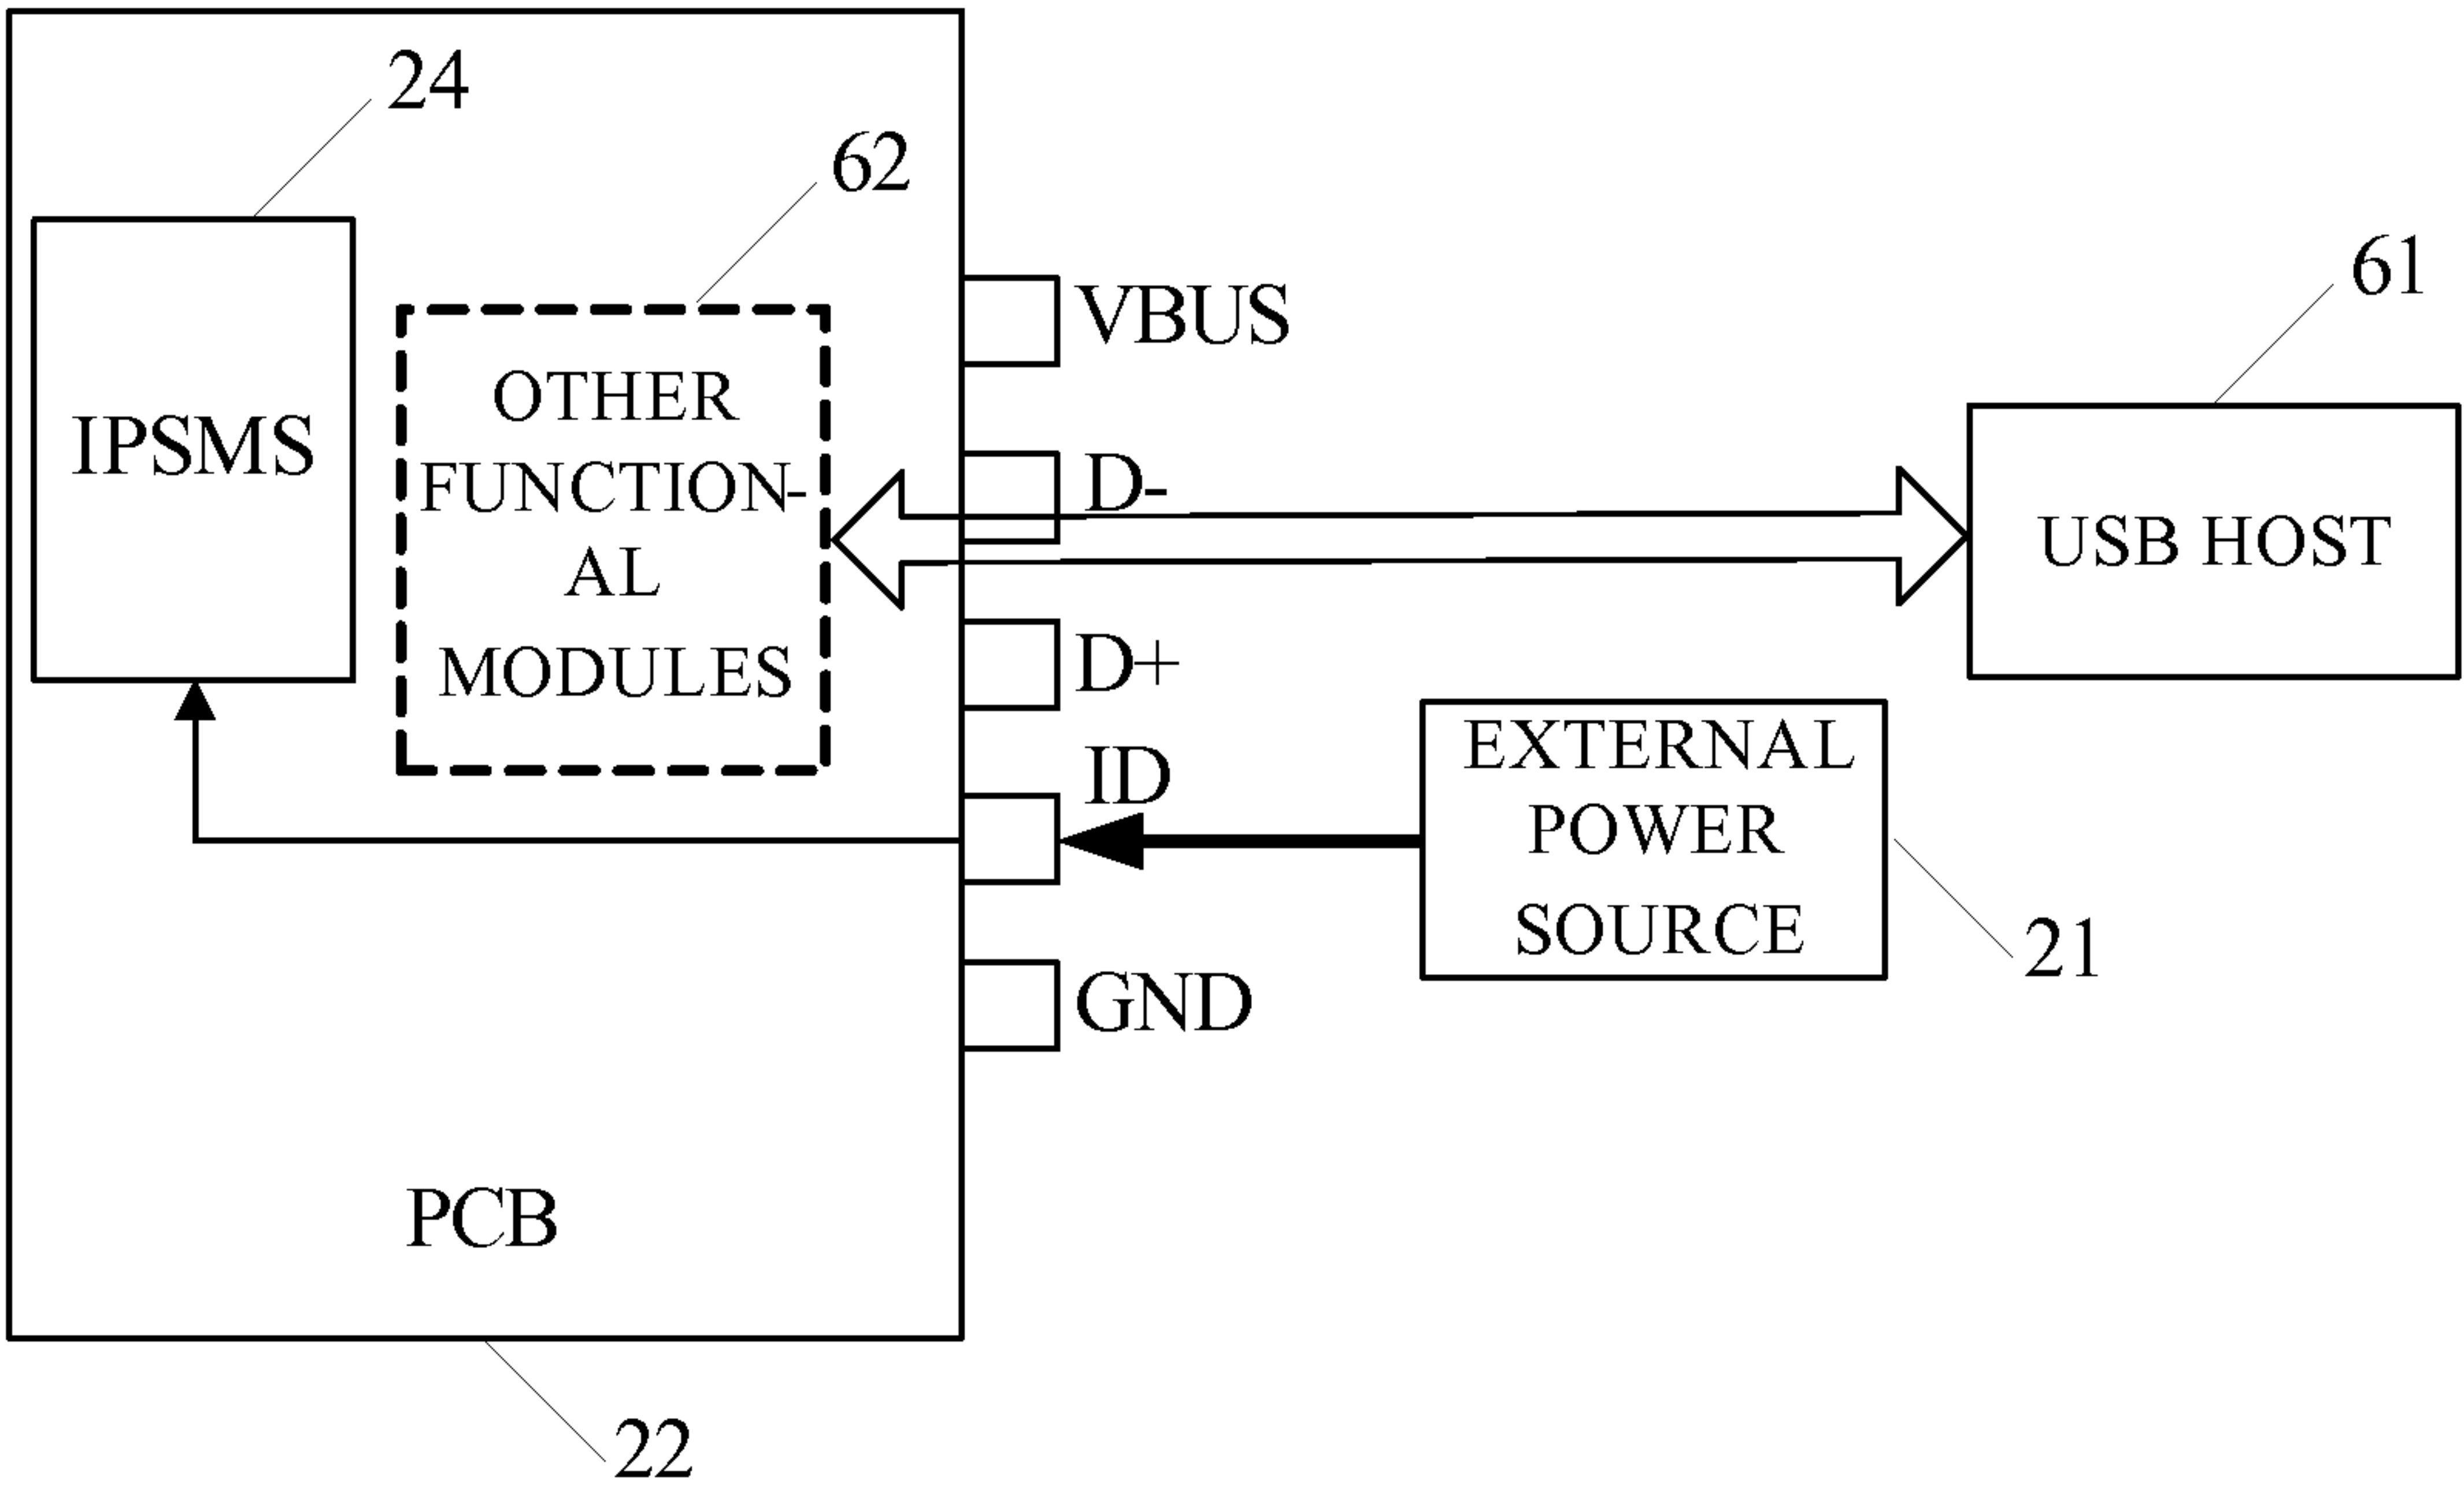 24
62
61
VBUS
IPSMS
OTHER
FUNCTION-
AL
MODULES
D-
USB HOST
D+
ID
EXTERNAL
POWER
SOURCE
21
GND
PCB
22